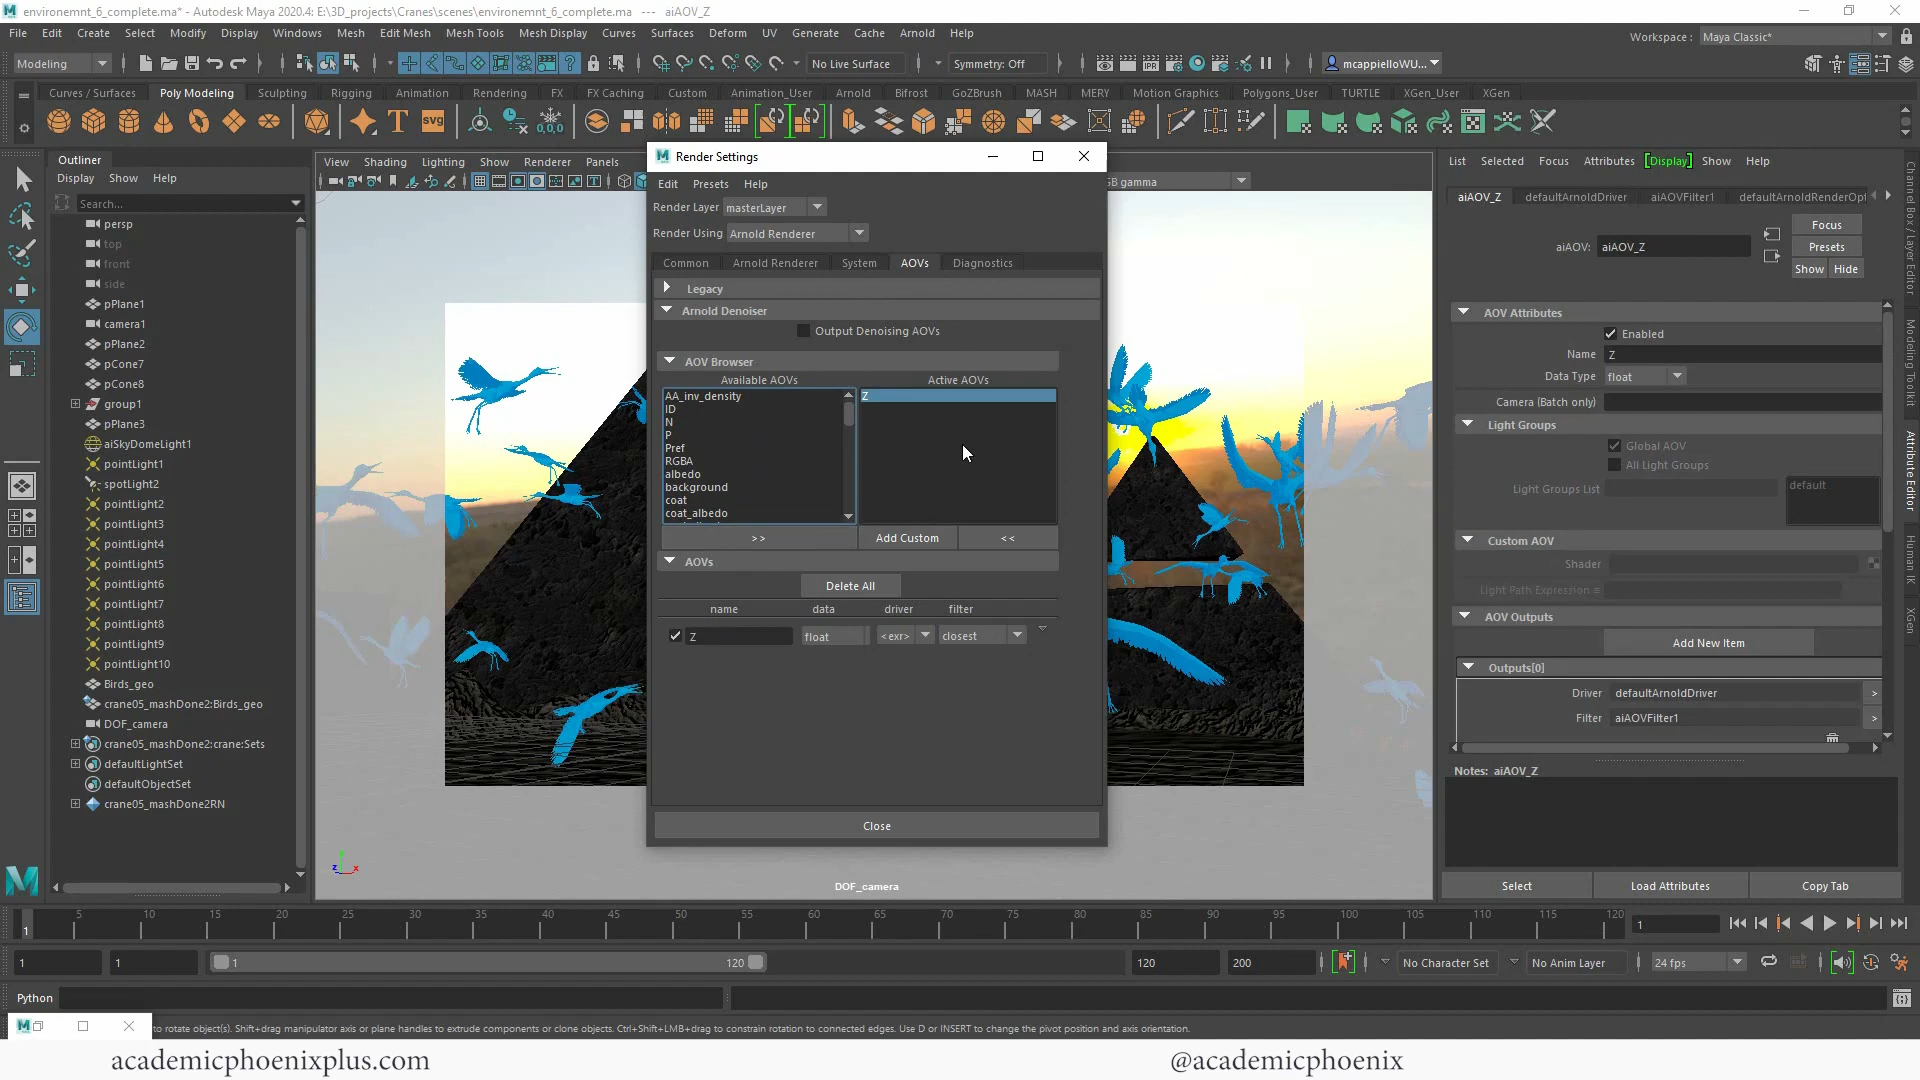 environemnt_6_complete.ma* - Autodesk Maya 2020.4: E:\3D_projects\Cranes\scenes\environemnt_6_complete.ma --- aiAOV_Z
File Edit Create Select Modify Display Windows Mesh Edit Mesh Mesh Tools Mesh Display Curves Surfaces Deform UV Generate Cache Arnold Help
Workspace : Maya Classic*
Modeling
No Live Surface
Symmetry: Off
mcappielloWU...
Curves / Surfaces Poly Modeling Sculpting Rigging Animation Rendering FX FX Caching Custom Animation_User Arnold Bifrost GoZBrush MASH MERY Motion Graphics Polygons_User TURTLE XGen_User XGen
Outliner
Display Show Help
Search...
persp
top
front
side
pPlane1
camera1
pPlane2
pCone7
pCone8
group1
pPlane3
aiSkyDomeLight1
pointLight1
spotLight2
pointLight2
pointLight3
pointLight4
pointLight5
pointLight6
pointLight7
pointLight8
pointLight9
pointLight10
Birds_geo
crane05_mashDone2:Birds_geo
DOF_camera
crane05_mashDone2:crane:Sets
defaultLightSet
defaultObjectSet
crane05_mashDone2RN
View Shading Lighting Show Renderer Panels
GB gamma
DOF_camera
Render Settings
Edit Presets Help
Render Layer masterLayer
Render Using Arnold Renderer
Common Arnold Renderer System AOVs Diagnostics
Legacy
Arnold Denoiser
Output Denoising AOVs
AOV Browser
Available AOVs Active AOVs
AA_inv_density
ID
N
P
Pref
RGBA
albedo
background
coat
coat_albedo
Z
>> Add Custom <<
AOVs
Delete All
name data driver filter
Z float <exr> closest
Close
List Selected Focus Attributes [Display] Show Help
aiAOV_Z defaultArnoldDriver aiAOVFilter1 defaultArnoldRenderOpt
Focus
aiAOV: aiAOV_Z
Presets
Show Hide
AOV Attributes
Enabled
Name Z
Data Type float
Camera (Batch only)
Light Groups
Global AOV
All Light Groups
Light Groups List default
Custom AOV
Shader
Light Path Expression =
AOV Outputs
Add New Item
Outputs[0]
Driver defaultArnoldDriver >
Filter aiAOVFilter1 >
Notes: aiAOV_Z
Select Load Attributes Copy Tab
Channel Box / Layer Editor
Modeling Toolkit
Attribute Editor
Human IK
XGen
5 10 15 20 25 30 35 40 45 50 55 60 65 70 75 80 85 90 95 100 105 110 115 120
1
1
1 1 1 120 120 200
No Character Set
No Anim Layer
24 fps
Python
to rotate object(s). Shift+drag manipulator axis or plane handles to extrude components or clone objects. Ctrl+Shift+LMB+drag to constrain rotation to connected edges. Use D or INSERT to change the pivot position and axis orientation.
academicphoenixplus.com
@academicphoenix